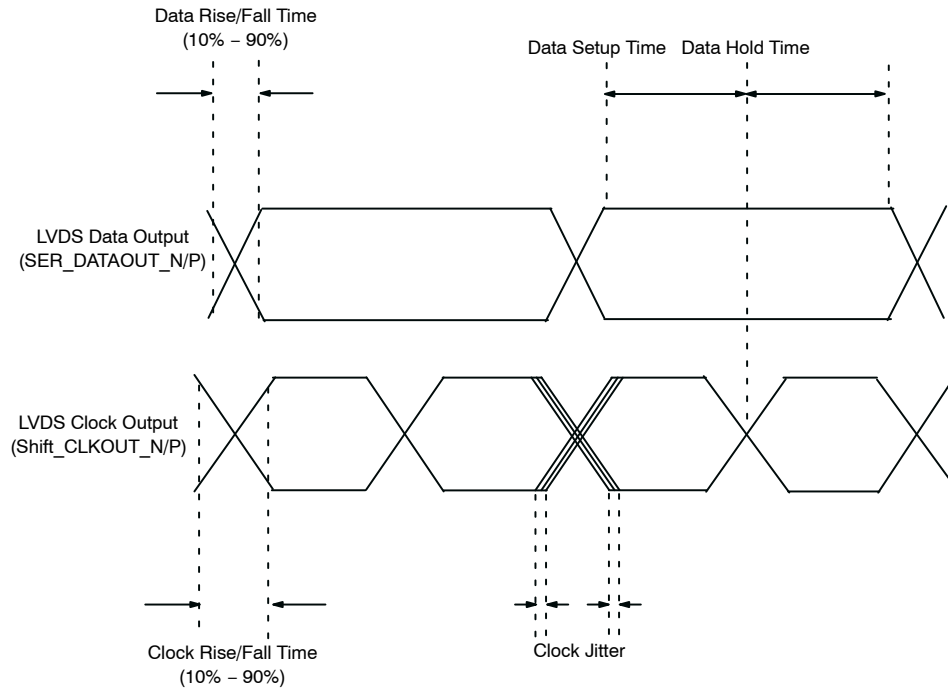 Data Rise/Fall Time
(10% − 90%)
Data Setup Time
Data Hold Time
LVDS Data Output
(SER_DATAOUT_N/P)
LVDS Clock Output
(Shift_CLKOUT_N/P)
Clock Rise/Fall Time
(10% − 90%)
Clock Jitter